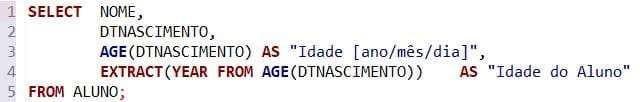 1 SELECT NOME,
2 DTNASCIMENTO,
3 AGE(DTNASCIMENTO) AS "Idade [ano/mês/dia]",
4 EXTRACT(YEAR FROM AGE(DTNASCIMENTO)) AS "Idade do Aluno"
5 FROM ALUNO;